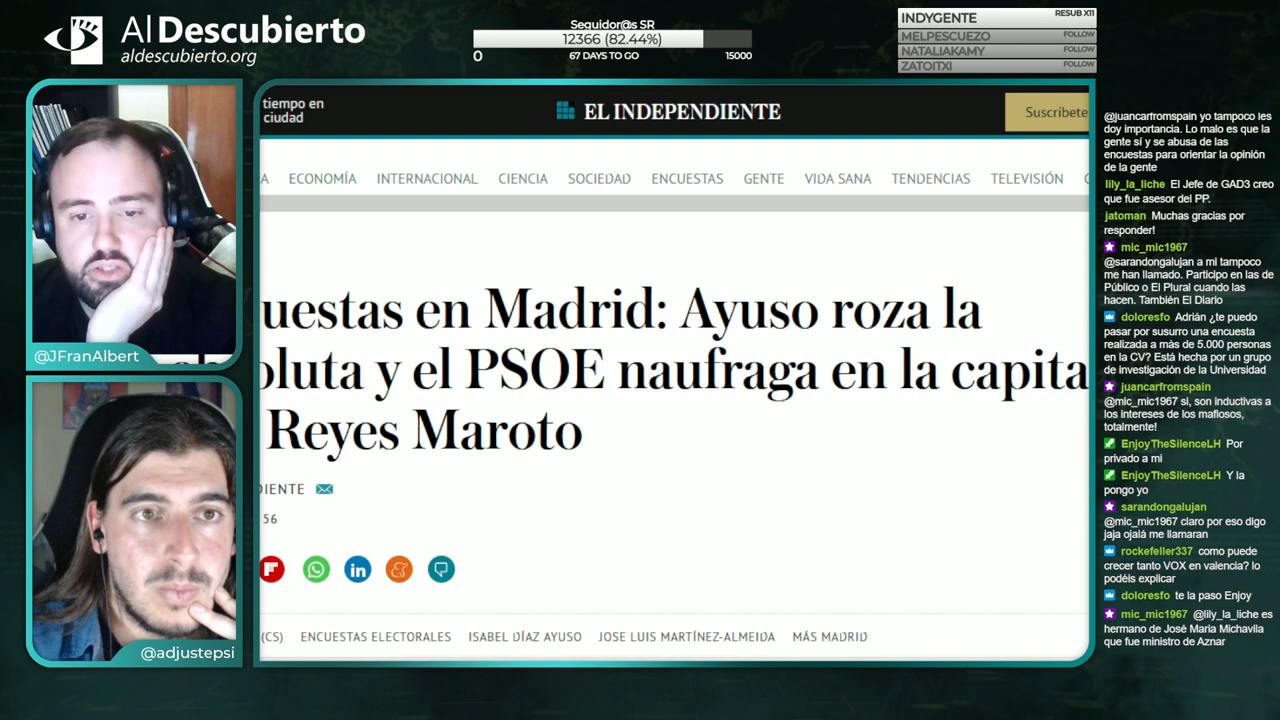 Al Descubierto
aldescubierto.org
Seguidor@s SR
12366 (82.44%)
0
67 DAYS TO GO
15000
INDYGENTE
RESUB X11
MELPESCUEZO
FOLLOW
NATALIAKAMY
FOLLOW
ZATOITXI
FOLLOW
tiempo en
ciudad
EL INDEPENDIENTE
Suscríbete
A ECONOMÍA INTERNACIONAL CIENCIA SOCIEDAD ENCUESTAS GENTE VIDA SANA TENDENCIAS TELEVISIÓN
uestas en Madrid: Ayuso roza la
oluta y el PSOE naufraga en la capita
Reyes Maroto
DIENTE
56
(CS) ENCUESTAS ELECTORALES ISABEL DÍAZ AYUSO JOSE LUIS MARTÍNEZ-ALMEIDA MÁS MADRID
@JFranAlbert
@adjustepsi
@juancarfromspain yo tampoco les
doy importancia. Lo malo es que la
gente sí y se abusa de las
encuestas para orientar la opinión
de la gente
lily_la_liche El Jefe de GAD3 creo
que fue asesor del PP.
jatoman Muchas gracias por
responder!
mic_mic1967
@sarandongalujan a mi tampoco
me han llamado. Participo en las de
Público o El Plural cuando las
hacen. También El Diario
doloresfo Adrián ¿te puedo
pasar por susurro una encuesta
realizada a màs de 5.000 personas
en la CV? Está hecha por un grupo
de investigación de la Universidad
juancarfromspain
@mic_mic1967 si, son inductivas a
los intereses de los mafiosos,
totalmente!
EnjoyTheSilenceLH Por
privado a mi
EnjoyTheSilenceLH Y la
pongo yo
sarandongalujan
@mic_mic1967 claro por eso digo
jaja ojalá me llamaran
rockefeller337 como puede
crecer tanto VOX en valencia? lo
podéis explicar
doloresfo te la paso Enjoy
mic_mic1967 @lily_la_liche es
hermano de José María Michavila
que fue ministro de Aznar